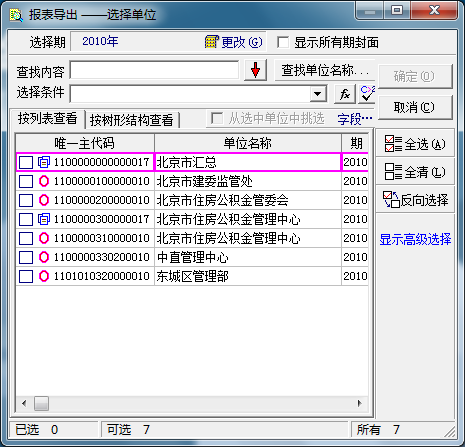 报表导出 ——选择单位
选择期 2010年 更改(G) 显示所有期封面
查找内容 查找单位名称...
选择条件 fx C>2
确定(O)
取消(C)
按列表查看 按树形结构查看 从选中单位中挑选 字段...
唯一主代码 单位名称 期
1100000000000017 北京市汇总 2010
1100000100000010 北京市建委监管处 2010
1100000200000010 北京市住房公积金管委会 2010
1100000300000017 北京市住房公积金管理中心 2010
1100000310000010 北京市住房公积金管理中心 2010
1100000330200010 中直管理中心 2010
1101010320000010 东城区管理部 2010
全选(A)
全清(L)
反向选择
显示高级选择
已选 0 可选 7 所有 7